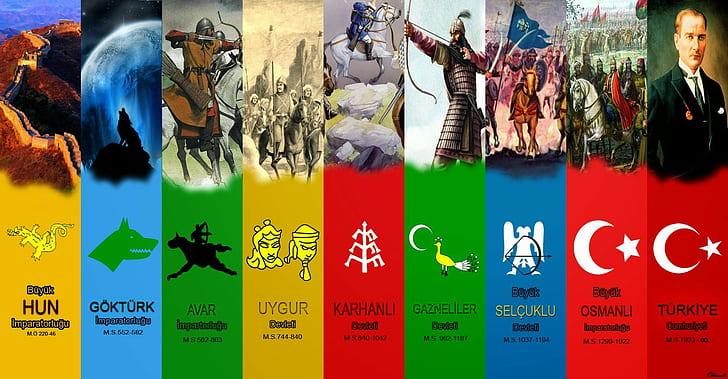 Büyük
HUN
İmparatorluğu
M.Ö 220-46
GÖKTÜRK
İmparatorluğu
M.S.552-582
AVAR
İmpartorluğu
M.S 562-803
UYGUR
Devleti
M.S.744-840
KARHANLI
Devleti
M.S.840-1042
GAZNELİLER
Devleti
M.S. 962-1187
Büyük
SELÇUKLU
Devleti
M.S.1037-1194
Büyük
OSMANLI
İmparatorluğu
M.S.1299-1922
TÜRKİYE
Cumhuriyeti
M.S 1923-